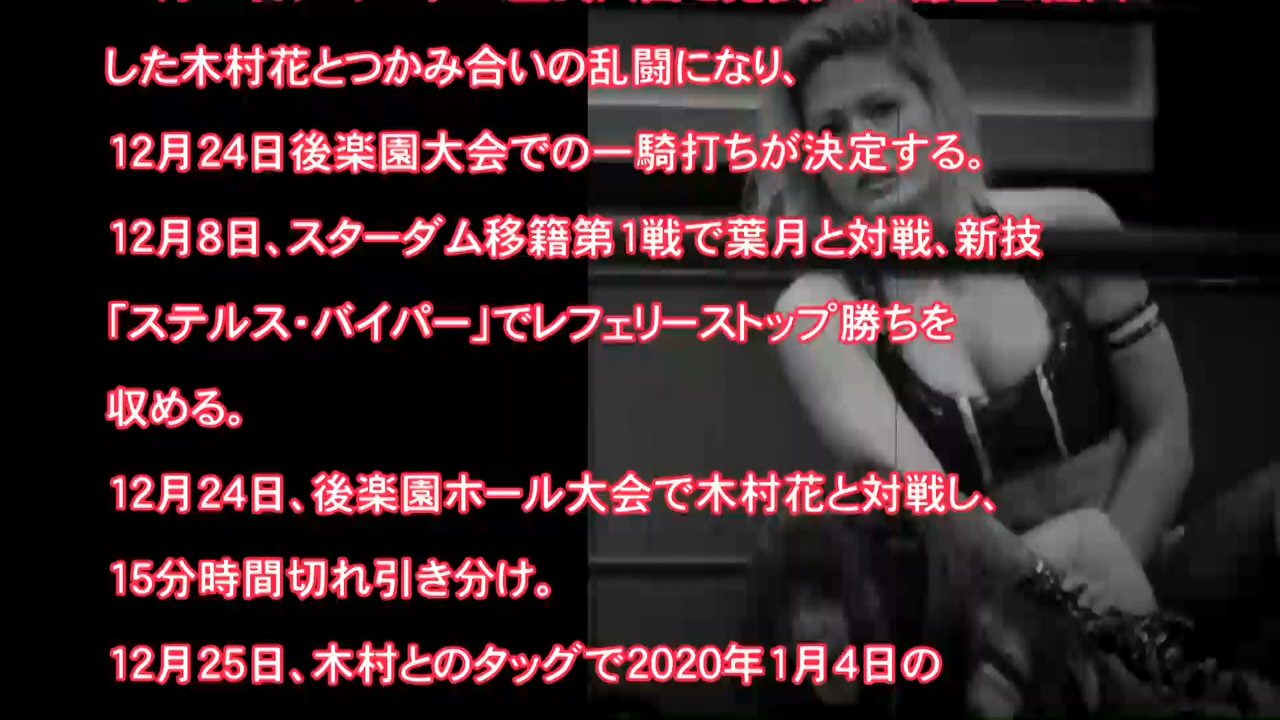 した木村花とつかみ合いの乱闘になり、
12月24日後楽園大会での一騎打ちが決定する。
12月8日、スターダム移籍第1戦で葉月と対戦、新技
「ステルス・バイパー」でレフェリーストップ勝ちを
収める。
12月24日、後楽園ホール大会で木村花と対戦し、
15分時間切れ引き分け。
12月25日、木村とのタッグで2020年1月4日の